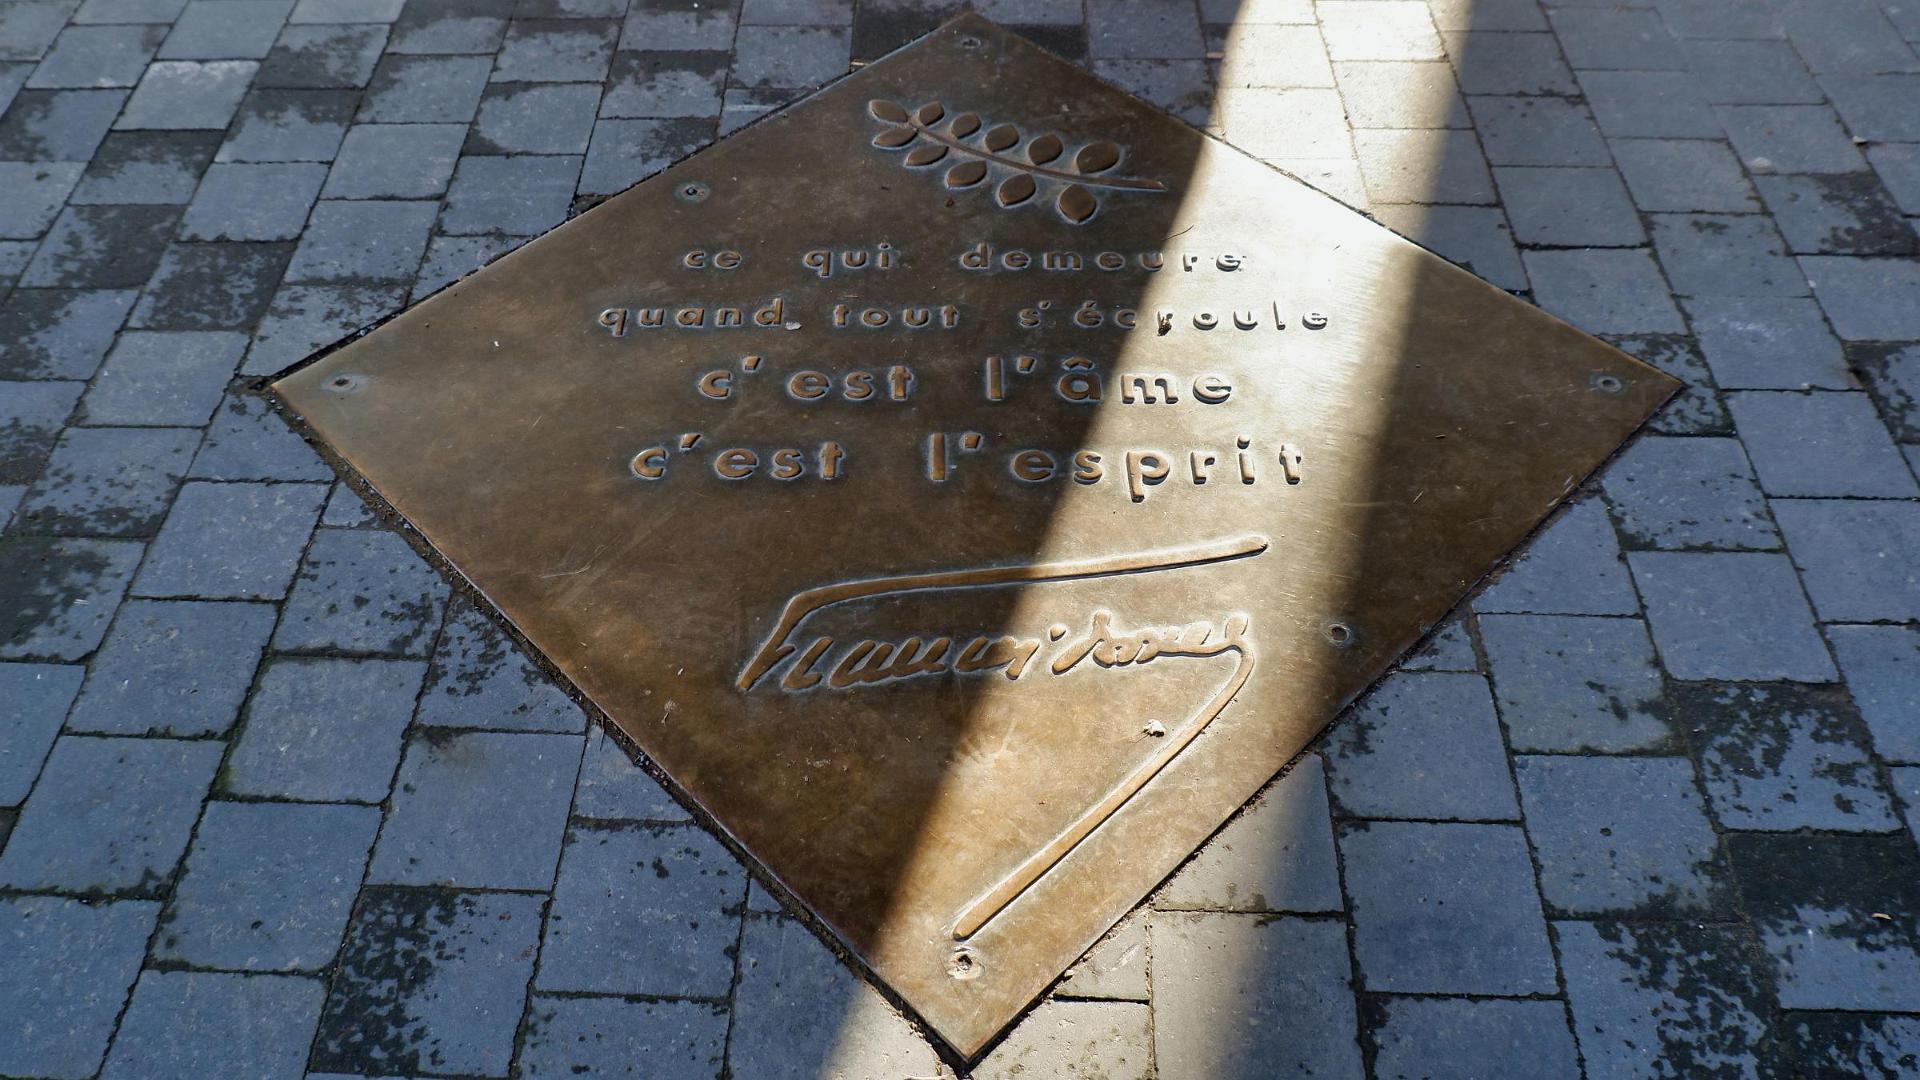 ce qui demeure
quand tout s'écroule
c'est l'âme
c'est l'esprit